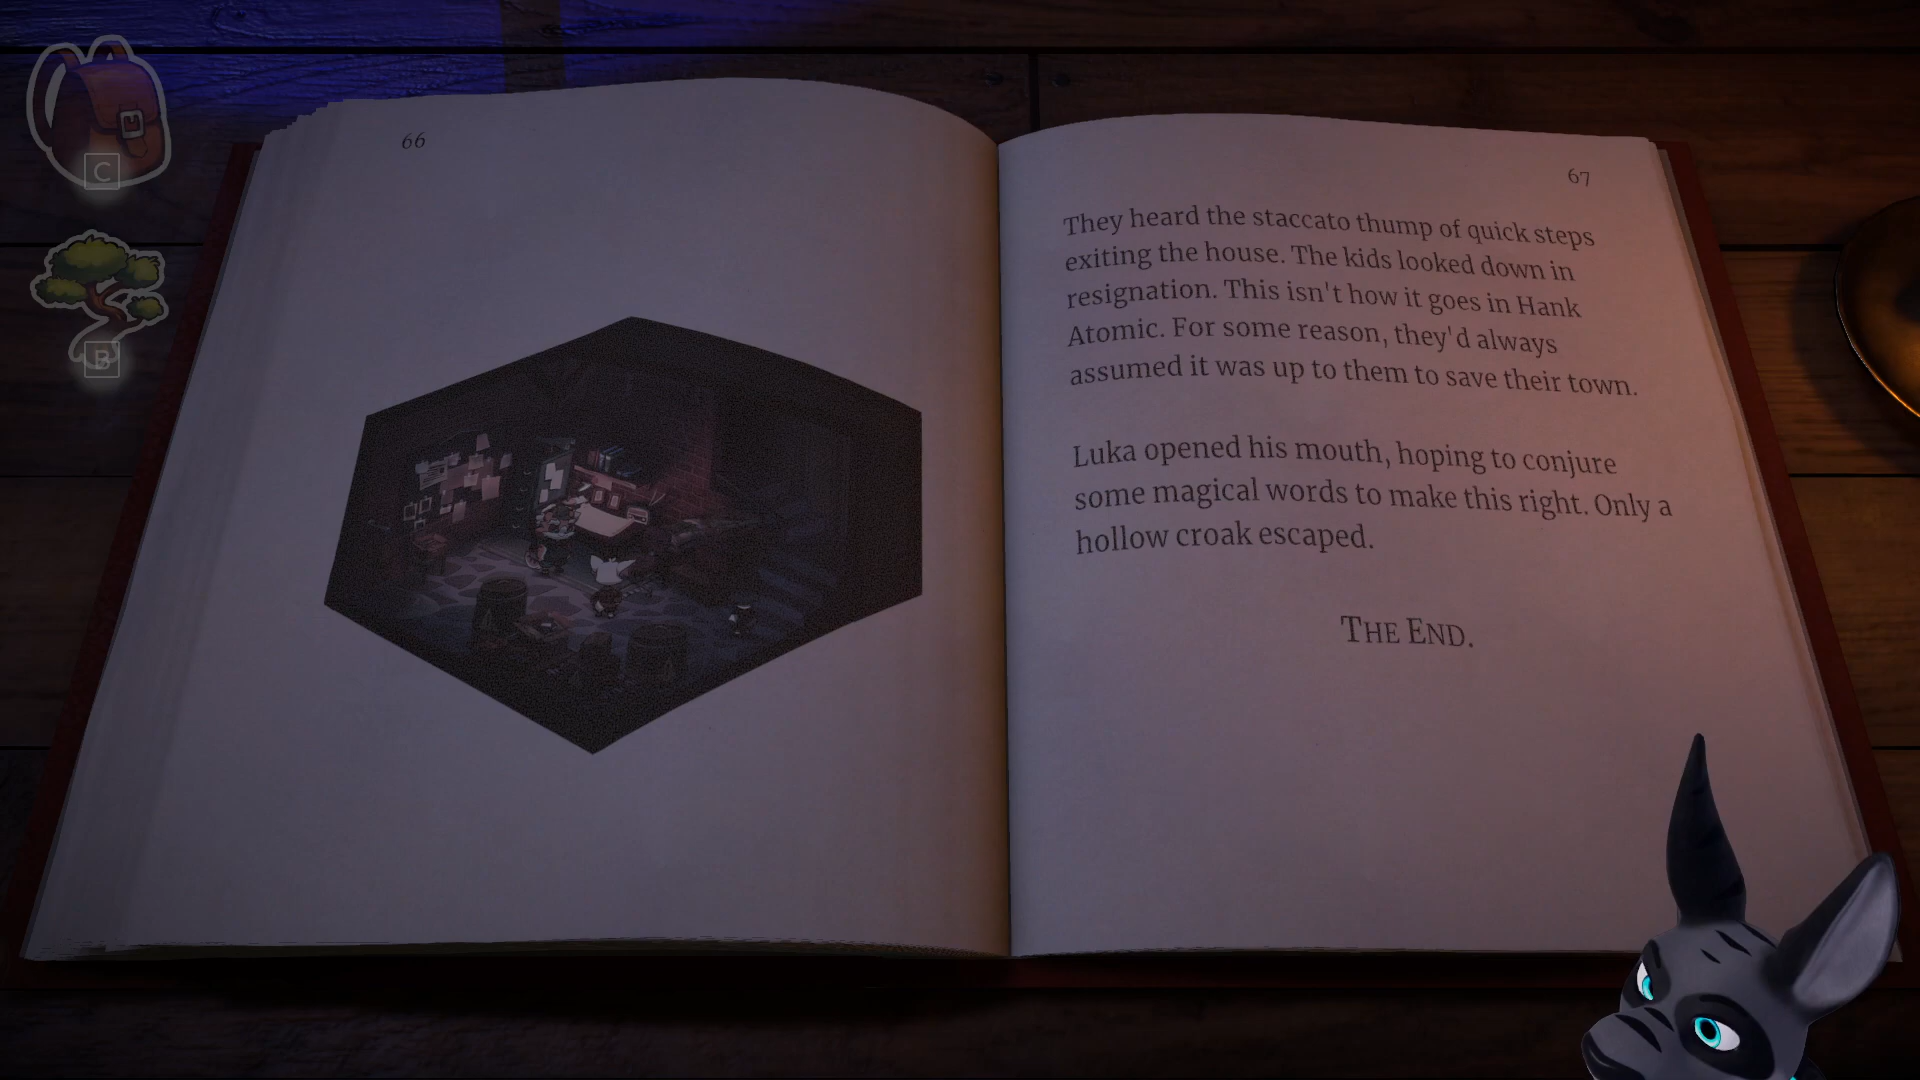 C
B
66
67
They heard the staccato thump of quick steps
exiting the house. The kids looked down in
resignation. This isn't how it goes in Hank
Atomic. For some reason, they'd always
assumed it was up to them to save their town.
Luka opened his mouth, hoping to conjure
some magical words to make this right. Only a
hollow croak escaped.
THE END.